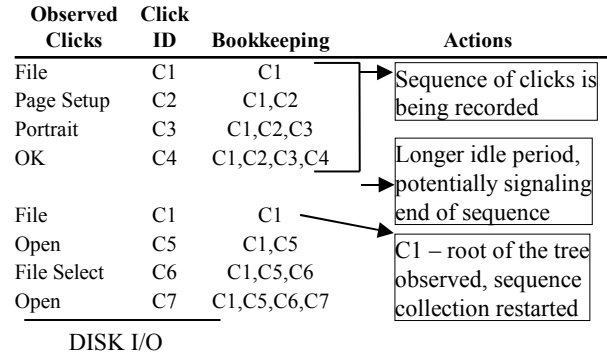 Observed Clicks Click ID Bookkeeping Actions
File C1 C1
Page Setup C2 C1,C2
Portrait C3 C1,C2,C3
OK C4 C1,C2,C3,C4
Sequence of clicks is
being recorded
Longer idle period,
potentially signaling
end of sequence
File C1 C1
Open C5 C1,C5
File Select C6 C1,C5,C6
Open C7 C1,C5,C6,C7
C1 – root of the tree
observed, sequence
collection restarted
DISK I/O